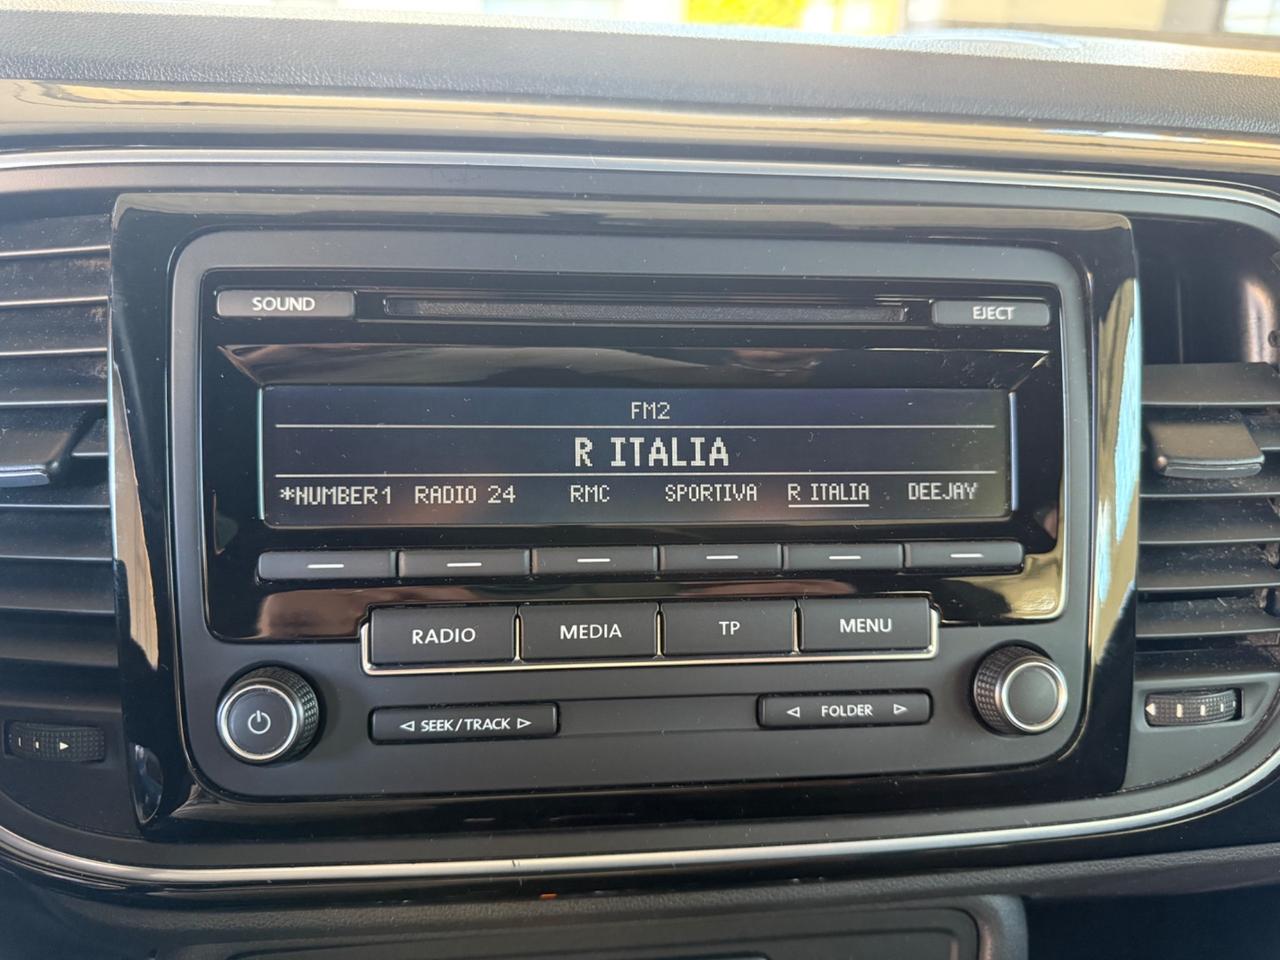 SOUND EJECT
FM2
R ITALIA
*NUMBER1 RADIO 24 RMC SPORTIVA R ITALIA DEEJAY
RADIO MEDIA TP MENU
SEEK/TRACK FOLDER